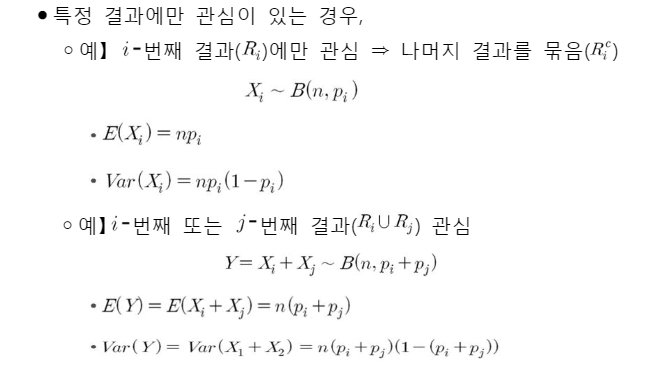 ● 특정 결과에만 관심이 있는 경우,
○ 예】 i-번째 결과(R_i)에만 관심 ⇒ 나머지 결과를 묶음(R_i^c)
X_i ~ B(n, p_i)
• E(X_i) = np_i
• Var(X_i) = np_i(1-p_i)
○ 예】i-번째 또는 j-번째 결과(R_i∪R_j) 관심
Y= X_i + X_j ~ B(n, p_i + p_j)
• E(Y) = E(X_i + X_j) = n(p_i + p_j)
• Var(Y) = Var(X_1 + X_2) = n(p_i + p_j)(1-(p_i + p_j))